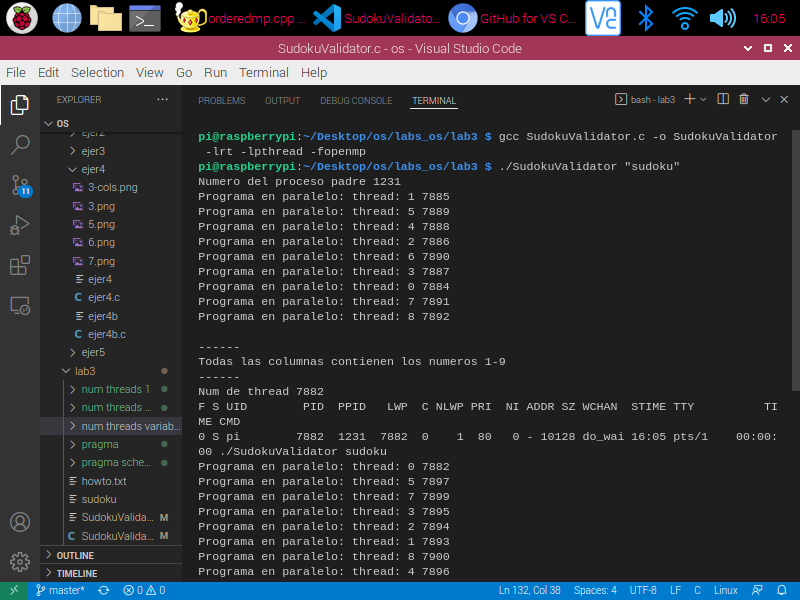 orderedmp.cpp ...
SudokuValidato...
GitHub for VS C...
16:05
SudokuValidator.c - os - Visual Studio Code
File Edit Selection View Go Run Terminal Help
EXPLORER ...
PROBLEMS OUTPUT DEBUG CONSOLE TERMINAL
bash - lab3
OS
ejer2
ejer3
ejer4
3-cols.png
3.png
5.png
6.png
7.png
ejer4
C ejer4.c
ejer4b
C ejer4b.c
ejer5
lab3
num threads 1
num threads ...
num threads variab...
pragma
pragma sche...
howto.txt
sudoku
SudokuValida... M
C SudokuValida... M
OUTLINE
TIMELINE
11
pi@raspberrypi:~/Desktop/os/labs_os/lab3 $ gcc SudokuValidator.c -o SudokuValidator
-lrt -lpthread -fopenmp
pi@raspberrypi:~/Desktop/os/labs_os/lab3 $ ./SudokuValidator "sudoku"
Numero del proceso padre 1231
Programa en paralelo: thread: 1 7885
Programa en paralelo: thread: 5 7889
Programa en paralelo: thread: 4 7888
Programa en paralelo: thread: 2 7886
Programa en paralelo: thread: 6 7890
Programa en paralelo: thread: 3 7887
Programa en paralelo: thread: 0 7884
Programa en paralelo: thread: 7 7891
Programa en paralelo: thread: 8 7892
------
Todas las columnas contienen los numeros 1-9
------
Num de thread 7882
F S UID PID PPID LWP C NLWP PRI NI ADDR SZ WCHAN STIME TTY TI
ME CMD
0 S pi 7882 1231 7882 0 1 80 0 - 10128 do_wai 16:05 pts/1 00:00:
00 ./SudokuValidator sudoku
Programa en paralelo: thread: 0 7882
Programa en paralelo: thread: 5 7897
Programa en paralelo: thread: 7 7899
Programa en paralelo: thread: 3 7895
Programa en paralelo: thread: 2 7894
Programa en paralelo: thread: 1 7893
Programa en paralelo: thread: 8 7900
Programa en paralelo: thread: 4 7896
master* 0 0 Ln 132, Col 38 Spaces: 4 UTF-8 LF C Linux